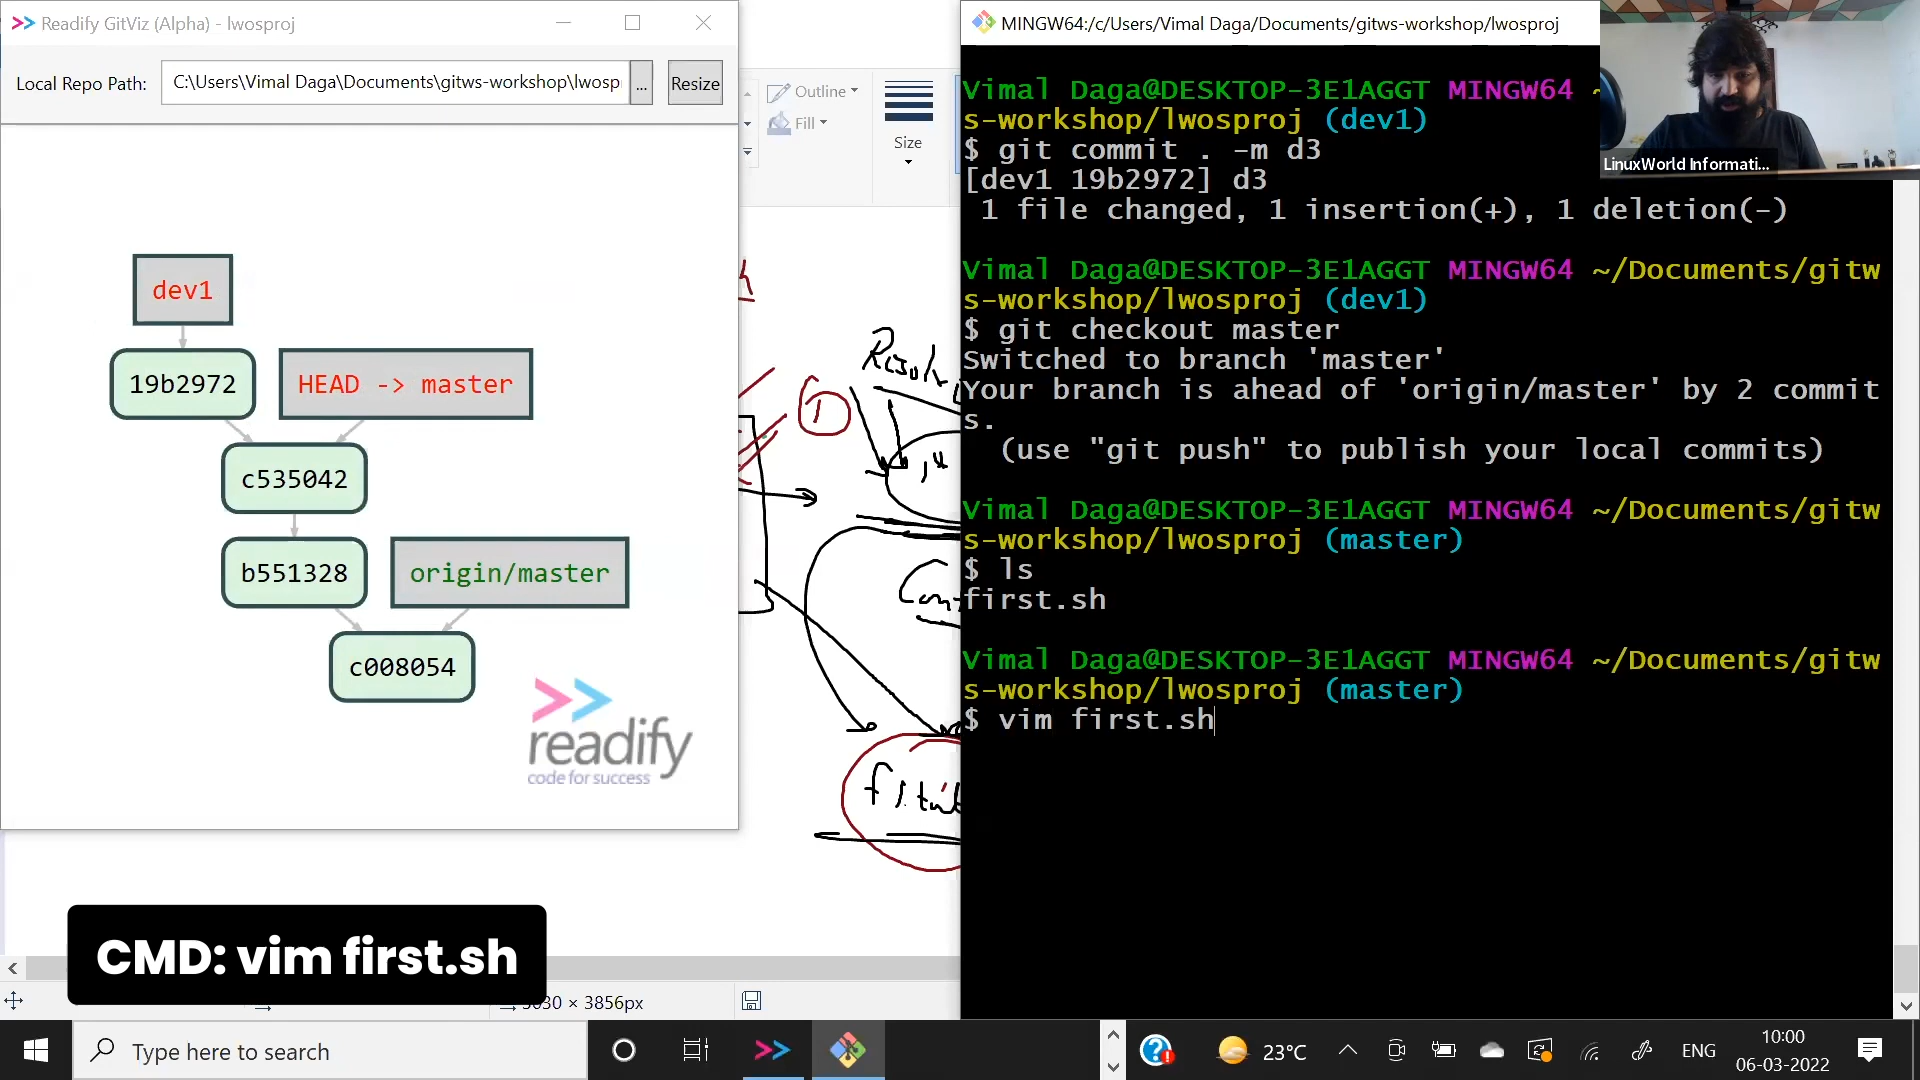 Readify GitViz (Alpha) - lwosproj
Local Repo Path:
C:\Users\Vimal Daga\Documents\gitws-workshop\lwosp
...
Resize
dev1
19b2972
HEAD -> master
c535042
b551328
origin/master
c008054
readify
code for success
Outline
Fill
Size
1
CMD: vim first.sh
× 3856px
MINGW64:/c/Users/Vimal Daga/Documents/gitws-workshop/lwosproj
Vimal Daga@DESKTOP-3E1AGGT MINGW64 ~
s-workshop/lwosproj (dev1)
$ git commit . -m d3
[dev1 19b2972] d3
1 file changed, 1 insertion(+), 1 deletion(-)
Vimal Daga@DESKTOP-3E1AGGT MINGW64 ~/Documents/gitw
s-workshop/lwosproj (dev1)
$ git checkout master
Switched to branch 'master'
Your branch is ahead of 'origin/master' by 2 commit
s.
(use "git push" to publish your local commits)
Vimal Daga@DESKTOP-3E1AGGT MINGW64 ~/Documents/gitw
s-workshop/lwosproj (master)
$ ls
first.sh
Vimal Daga@DESKTOP-3E1AGGT MINGW64 ~/Documents/gitw
s-workshop/lwosproj (master)
$ vim first.sh
LinuxWorld Informati...
Type here to search
23°C
ENG
10:00
06-03-2022